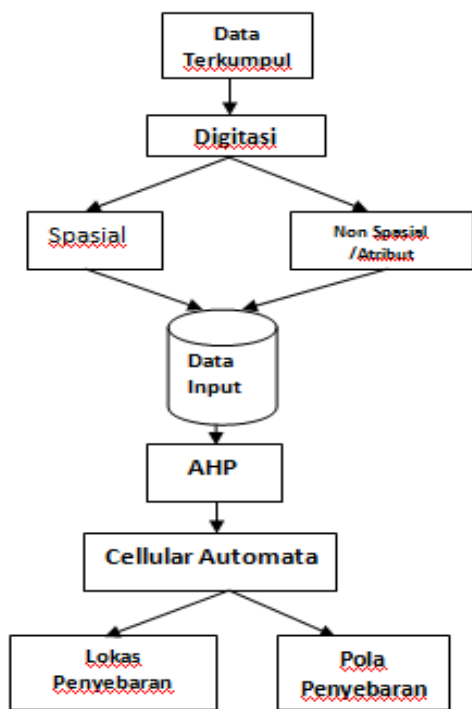 Data
Terkumpul
Digitasi
Spasial
Non Spasial
/Atribut
Data
Input
AHP
Cellular Automata
Lokas
Penyebaran
Pola
Penyebaran